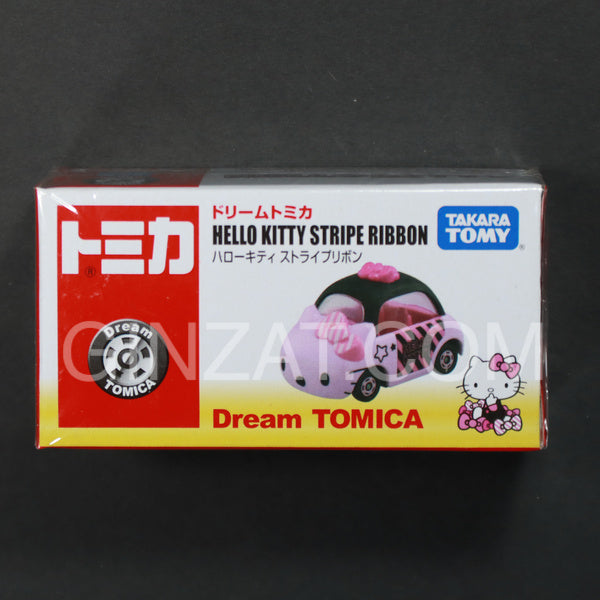 トミカ
®
Dream
TOMICA
ドリームトミカ
HELLO KITTY STRIPE RIBBON
ハローキティ ストライプリボン
TAKARA
TOMY
GINZAT.COM
Dream TOMICA